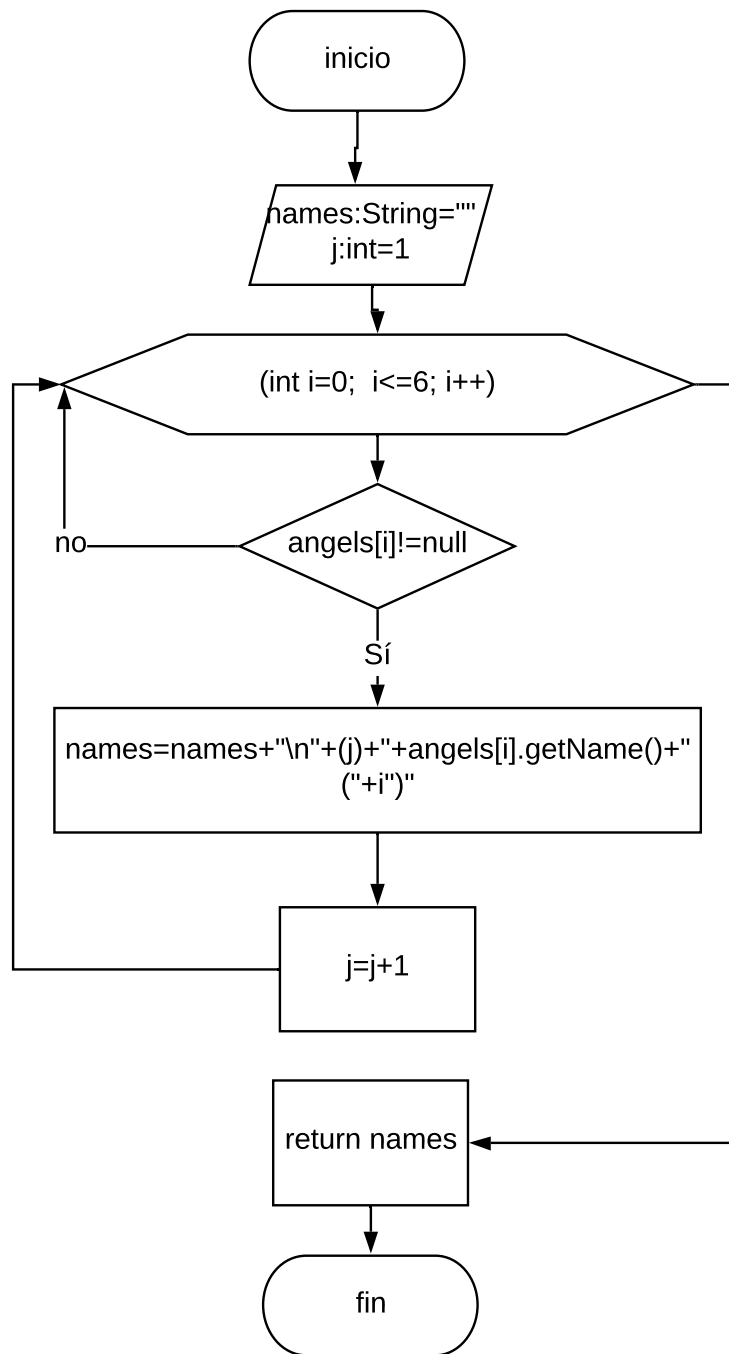 inicio
names:String=""
j:int=1
(int i=0;  i<=6; i++)
angels[i]!=null
no
Sí
names=names+"\n"+(j)+"+angels[i].getName()+"
("+i")"
j=j+1
return names
fin